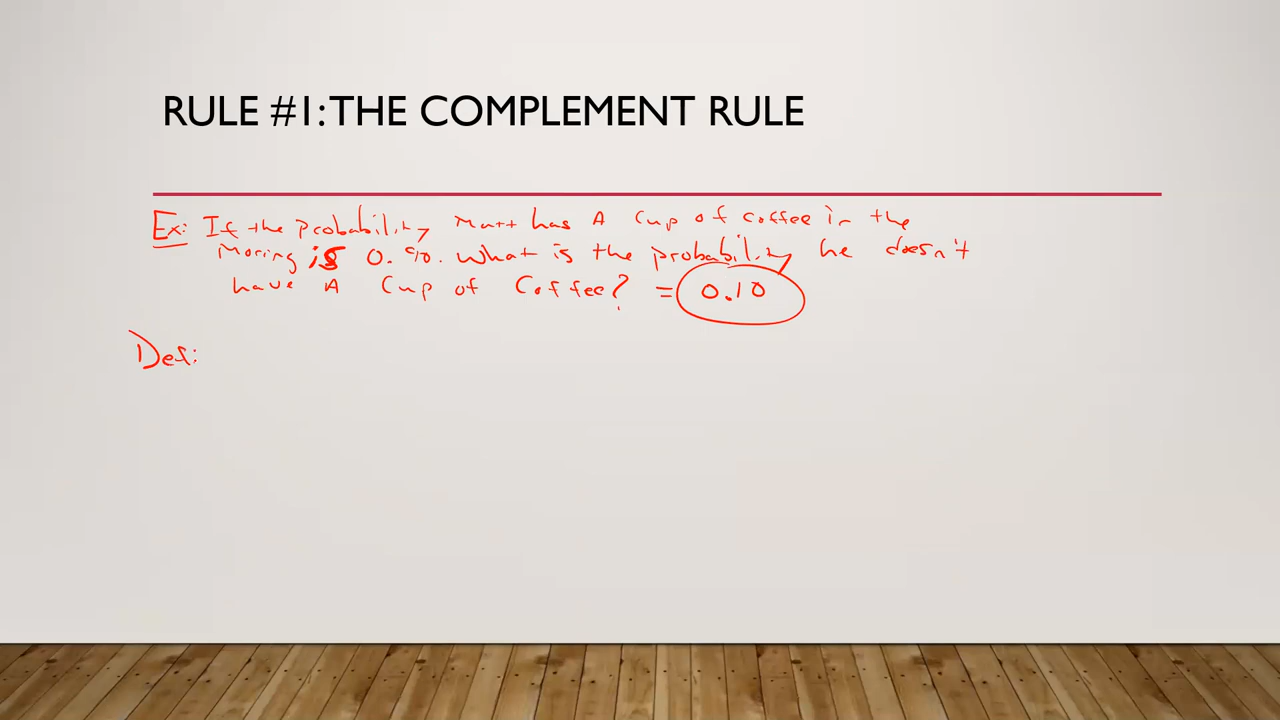 RULE #1: THE COMPLEMENT RULE
Ex: If the probability Matt has A Cup of coffee in the
Moring is 0.90. What is the probability he doesn't
have A Cup of Coffee? = 0.10
Def: